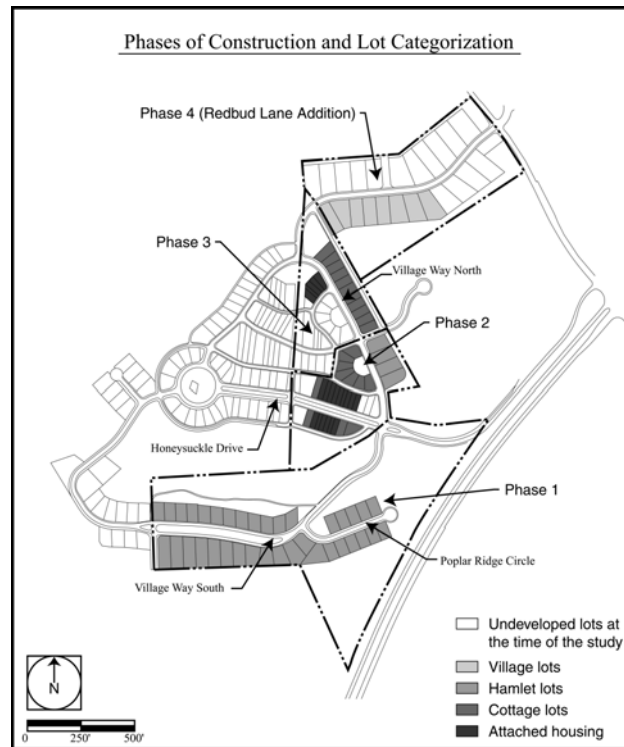 Phases of Construction and Lot Categorization
Phase 4 (Redbud Lane Addition)
Phase 3
Village Way North
Phase 2
Honeysuckle Drive
Phase 1
Poplar Ridge Circle
Village Way South
Undeveloped lots at
the time of the study
Village lots
Hamlet lots
Cottage lots
Attached housing
N
0 250' 500'